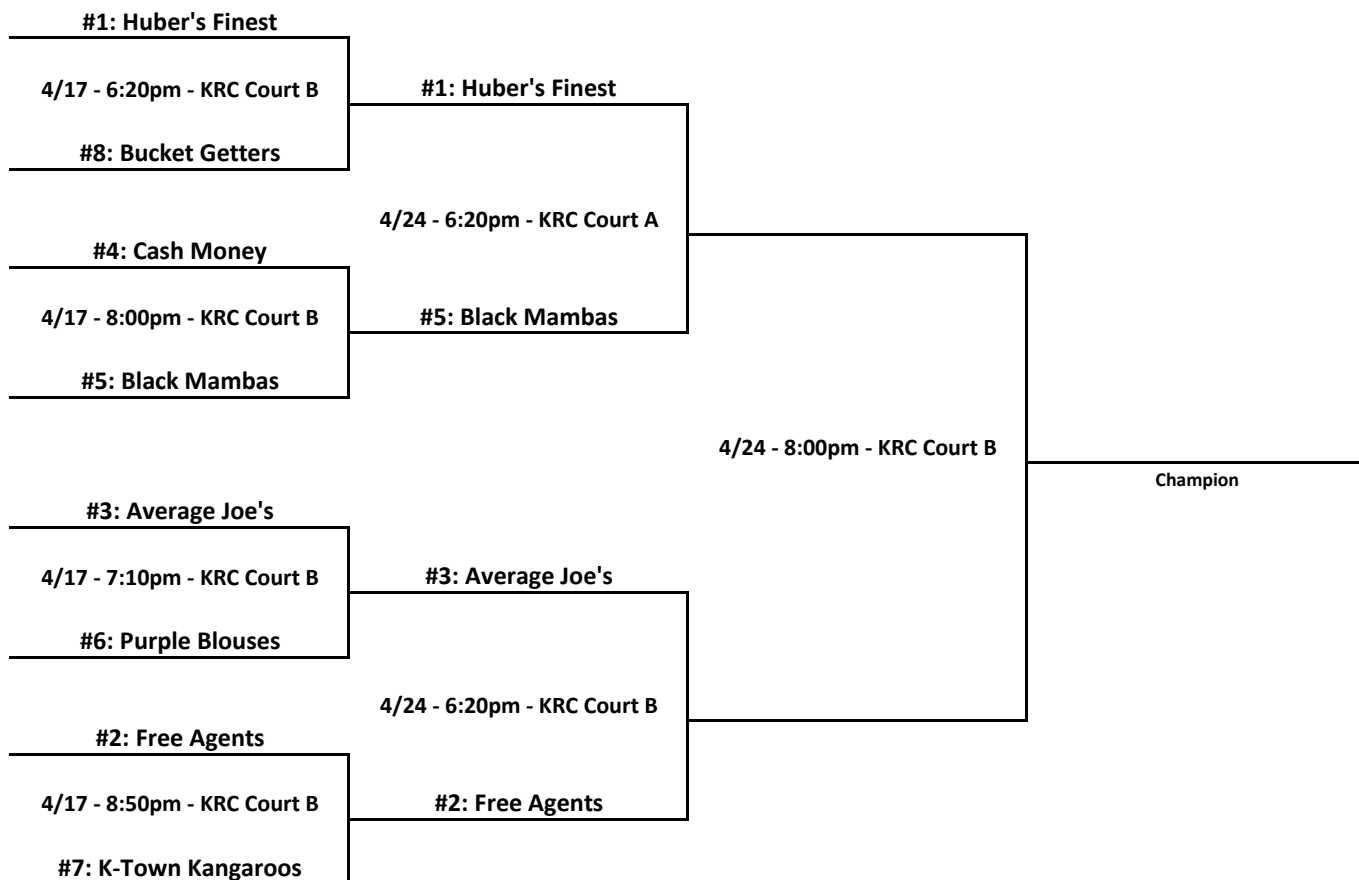 #1: Huber's Finest
4/17 - 6:20pm - KRC Court B
#1: Huber's Finest
#8: Bucket Getters
4/24 - 6:20pm - KRC Court A
#4: Cash Money
4/17 - 8:00pm - KRC Court B
#5: Black Mambas
#5: Black Mambas
4/24 - 8:00pm - KRC Court B
Champion
#3: Average Joe's
4/17 - 7:10pm - KRC Court B
#3: Average Joe's
#6: Purple Blouses
4/24 - 6:20pm - KRC Court B
#2: Free Agents
4/17 - 8:50pm - KRC Court B
#2: Free Agents
#7: K-Town Kangaroos